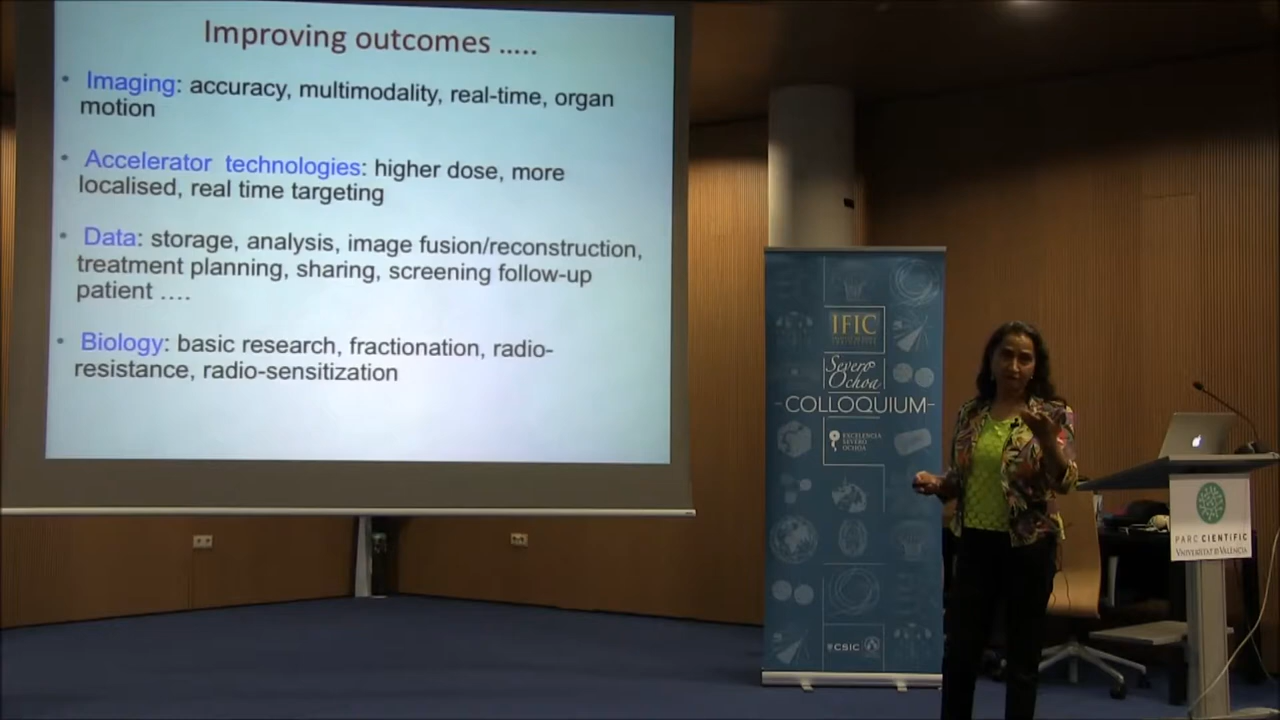 Improving outcomes .....
• Imaging: accuracy, multimodality, real-time, organ
motion
• Accelerator technologies: higher dose, more
localised, real time targeting
• Data: storage, analysis, image fusion/reconstruction,
treatment planning, sharing, screening follow-up
patient ....
• Biology: basic research, fractionation, radio-
resistance, radio-sensitization
IFIC
Severo
Ochoa
-COLLOQUIUM-
EXCELENCIA
SEVERO
OCHOA
CSIC
PARC CIENTÍFIC
UNIVERSITAT DE VALÈNCIA